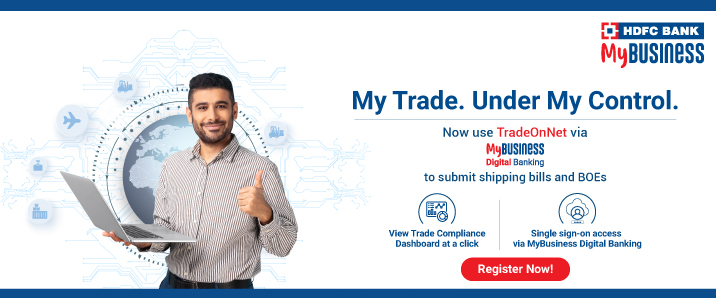 HDFC BANK
MyBUSINESS
My Trade. Under My Control.
Now use TradeOnNet via
MyBUSINESS
Digital Banking
to submit shipping bills and BOEs
View Trade Compliance
Dashboard at a click
Single sign-on access
via MyBusiness Digital Banking
Register Now!